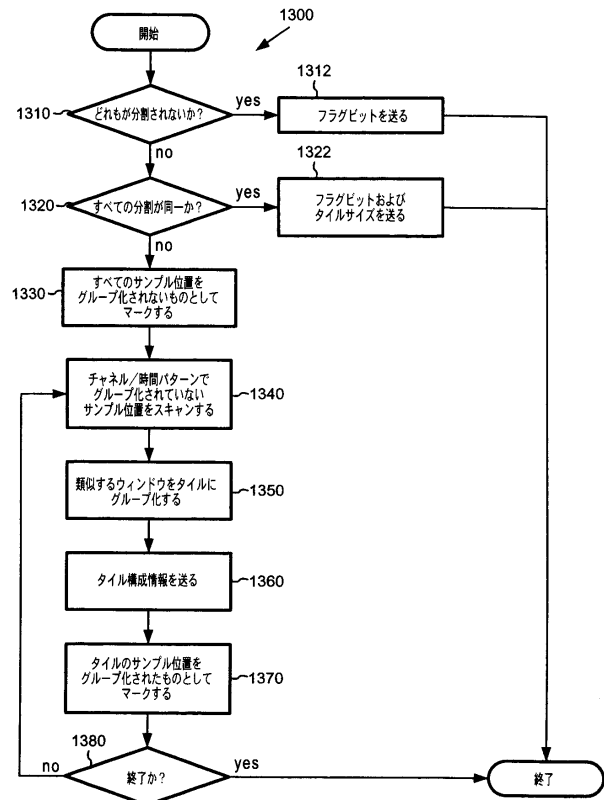 1300
開始
1310
どれもが分割されないか？
yes
1312
フラグビットを送る
no
1320
すべての分割が同一か？
yes
1322
フラグビットおよび
タイルサイズを送る
no
1330
すべてのサンプル位置を
グループ化されないものとして
マークする
チャネル／時間パターンで
グループ化されていない
サンプル位置をスキャンする
1340
類似するウィンドウをタイルに
グループ化する
1350
タイル構成情報を送る
1360
タイルのサンプル位置を
グループ化されたものとして
マークする
1370
1380
no
終了か？
yes
終了